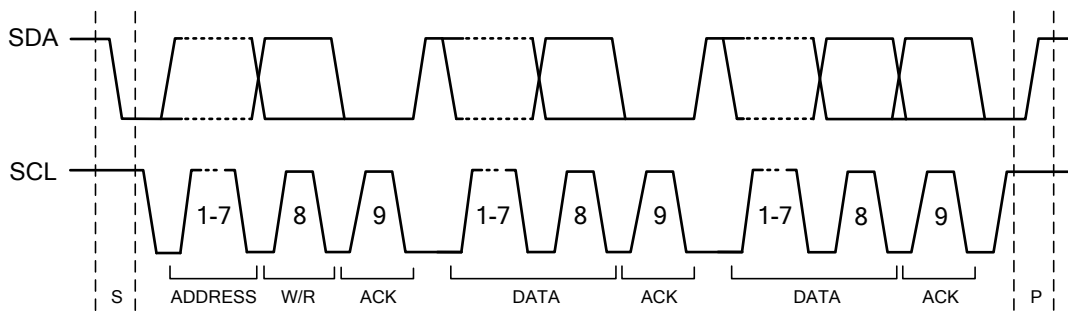 SDA
SCL
1-7 8 9 1-7 8 9 1-7 8 9
S ADDRESS W/R ACK DATA ACK DATA ACK P